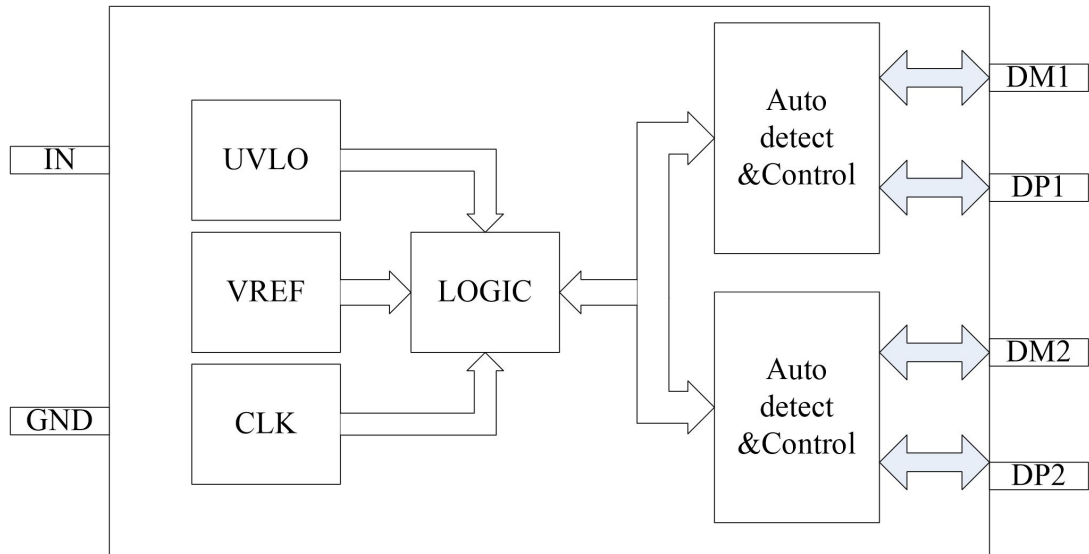 IN
GND
UVLO
VREF
CLK
LOGIC
Auto
detect
&Control
Auto
detect
&Control
DM1
DP1
DM2
DP2